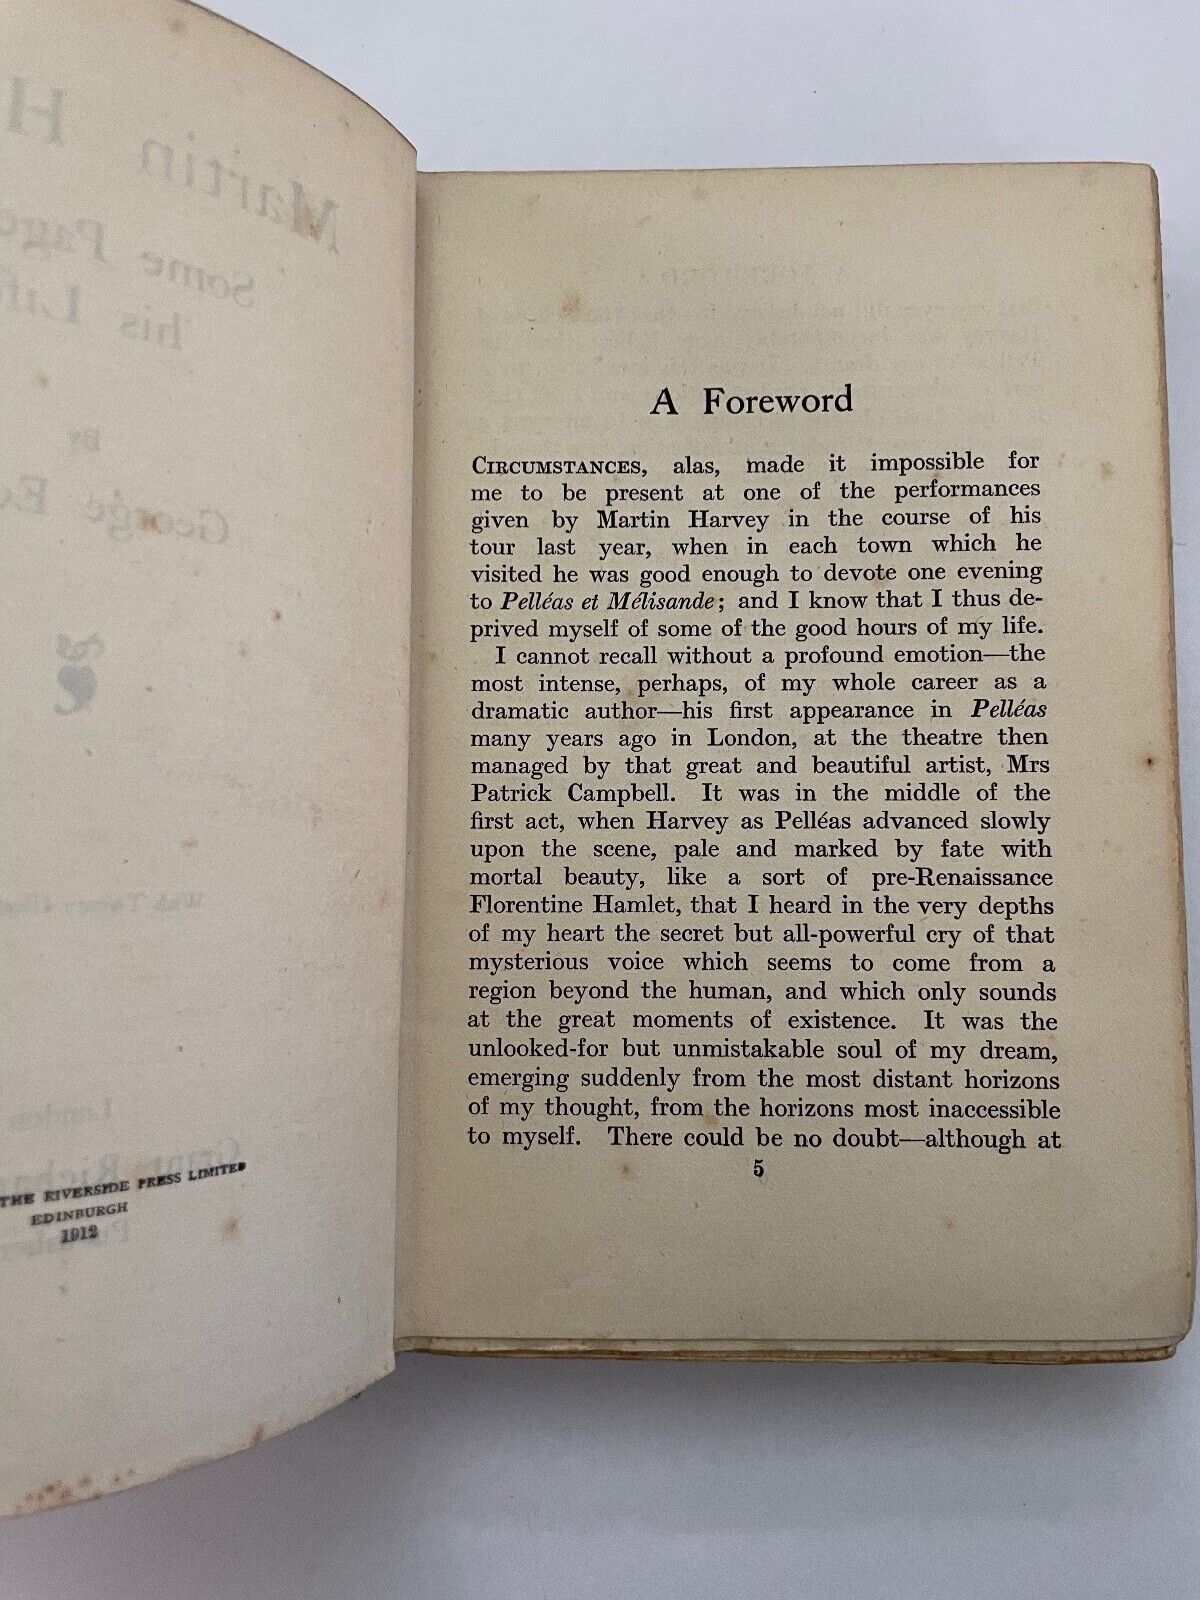 THE RIVERSIDE PRESS LIMITED
EDINBURGH
1912
A Foreword
CIRCUMSTANCES, alas, made it impossible for
me to be present at one of the performances
given by Martin Harvey in the course of his
tour last year, when in each town which he
visited he was good enough to devote one evening
to Pelléas et Mélisande; and I know that I thus de-
prived myself of some of the good hours of my life.
I cannot recall without a profound emotion—the
most intense, perhaps, of my whole career as a
dramatic author—his first appearance in Pelléas
many years ago in London, at the theatre then
managed by that great and beautiful artist, Mrs
Patrick Campbell. It was in the middle of the
first act, when Harvey as Pelléas advanced slowly
upon the scene, pale and marked by fate with
mortal beauty, like a sort of pre-Renaissance
Florentine Hamlet, that I heard in the very depths
of my heart the secret but all-powerful cry of that
mysterious voice which seems to come from a
region beyond the human, and which only sounds
at the great moments of existence. It was the
unlooked-for but unmistakable soul of my dream,
emerging suddenly from the most distant horizons
of my thought, from the horizons most inaccessible
to myself. There could be no doubt—although at
5